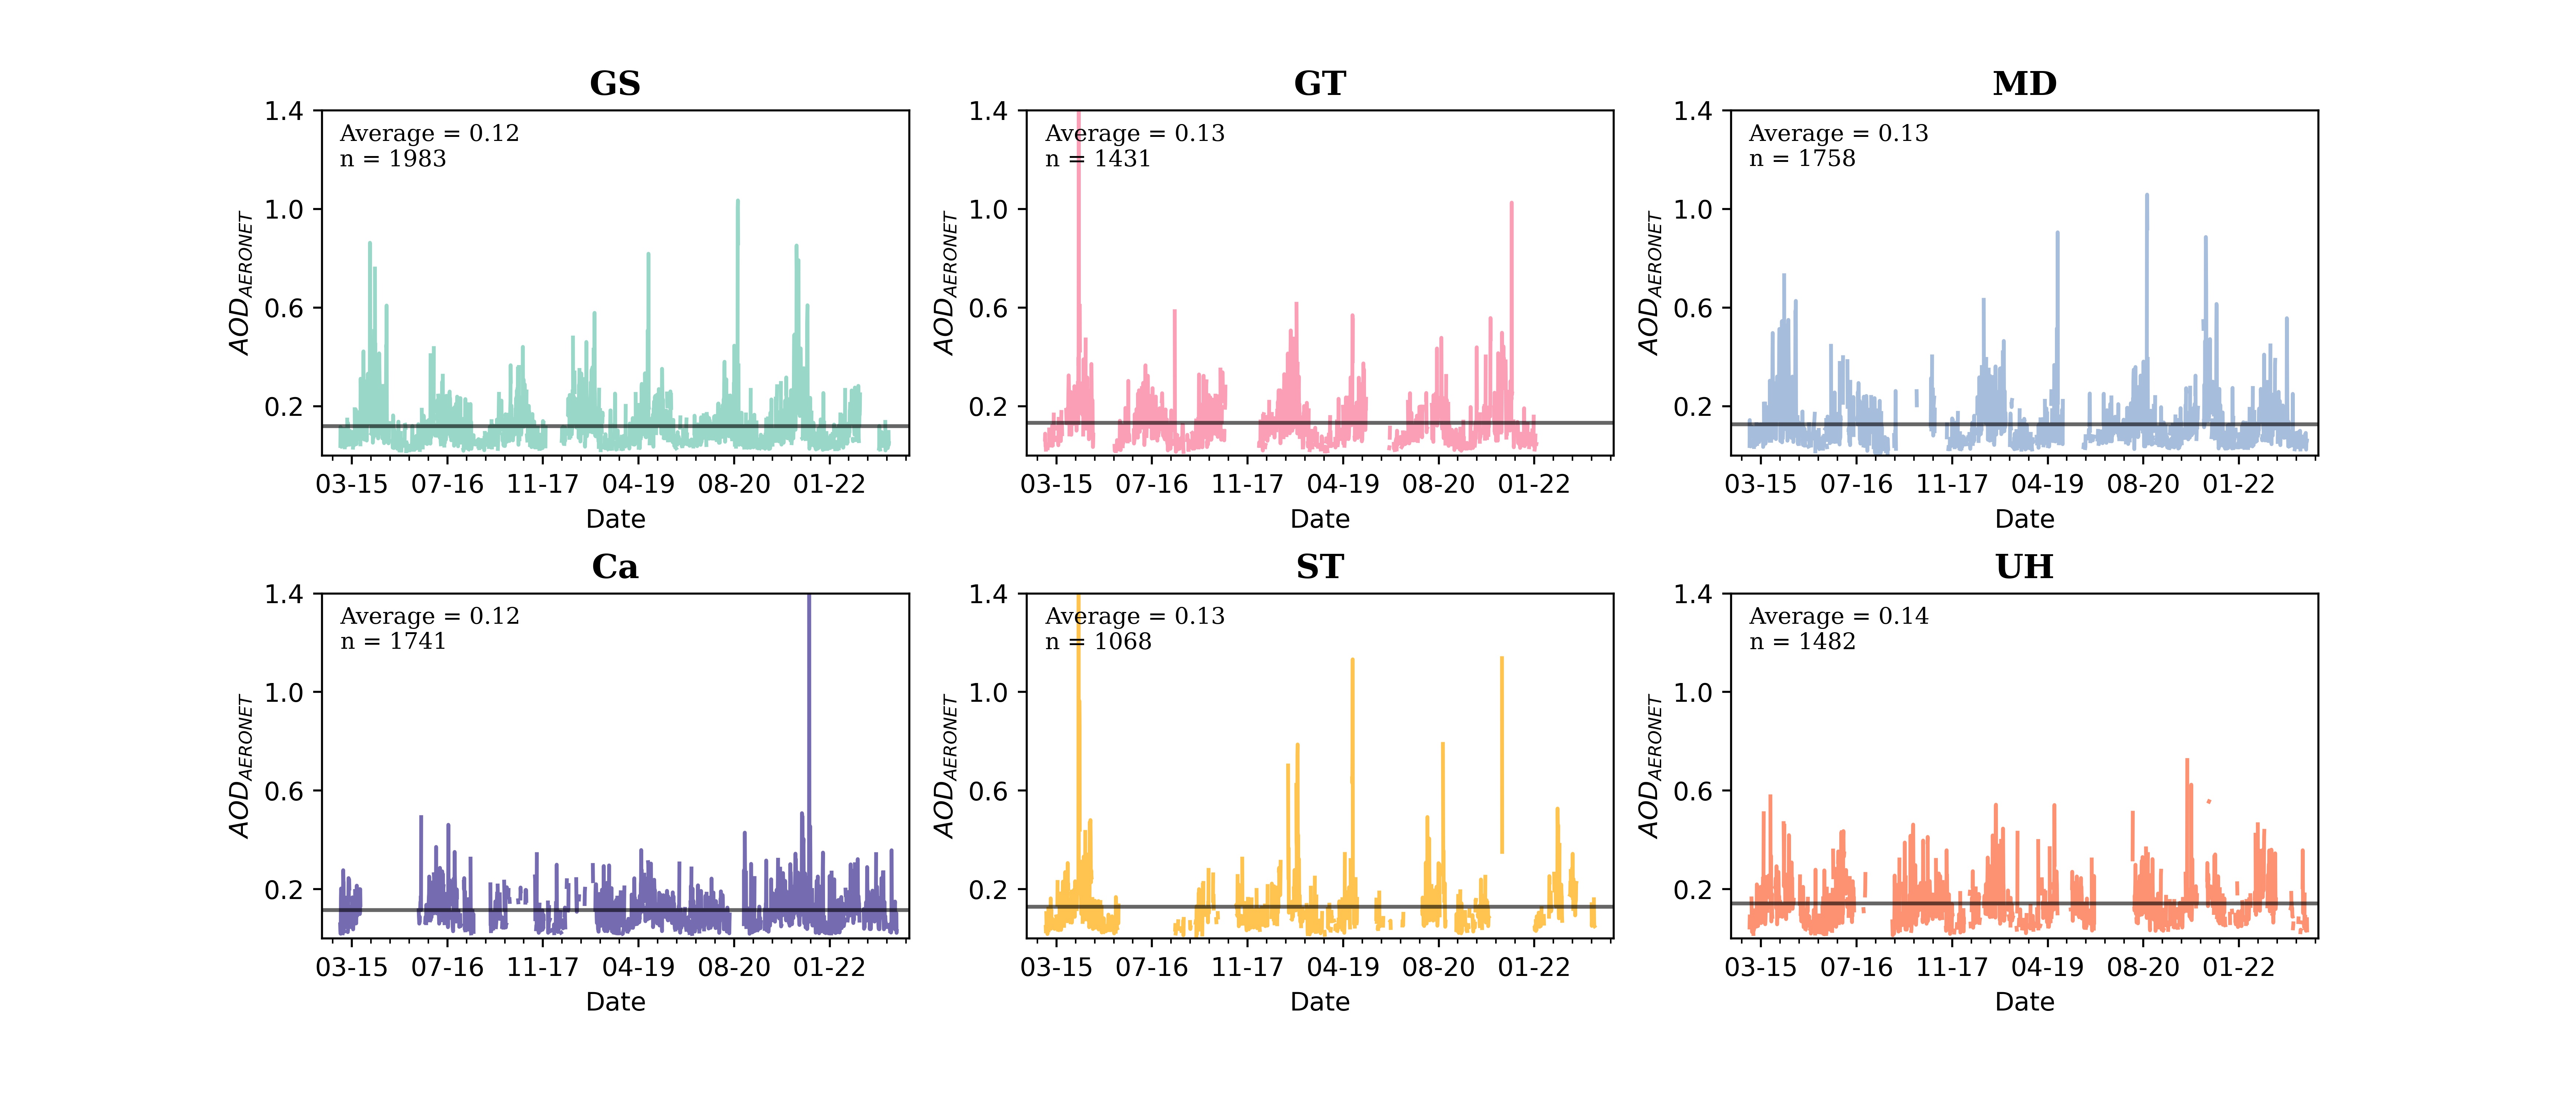 GS
Average = 0.12
n = 1983
1.4
1.0
0.6
0.2
AOD_AERONET
03-15 07-16 11-17 04-19 08-20 01-22
Date
GT
Average = 0.13
n = 1431
1.4
1.0
0.6
0.2
AOD_AERONET
03-15 07-16 11-17 04-19 08-20 01-22
Date
MD
Average = 0.13
n = 1758
1.4
1.0
0.6
0.2
AOD_AERONET
03-15 07-16 11-17 04-19 08-20 01-22
Date
Ca
Average = 0.12
n = 1741
1.4
1.0
0.6
0.2
AOD_AERONET
03-15 07-16 11-17 04-19 08-20 01-22
Date
ST
Average = 0.13
n = 1068
1.4
1.0
0.6
0.2
AOD_AERONET
03-15 07-16 11-17 04-19 08-20 01-22
Date
UH
Average = 0.14
n = 1482
1.4
1.0
0.6
0.2
AOD_AERONET
03-15 07-16 11-17 04-19 08-20 01-22
Date